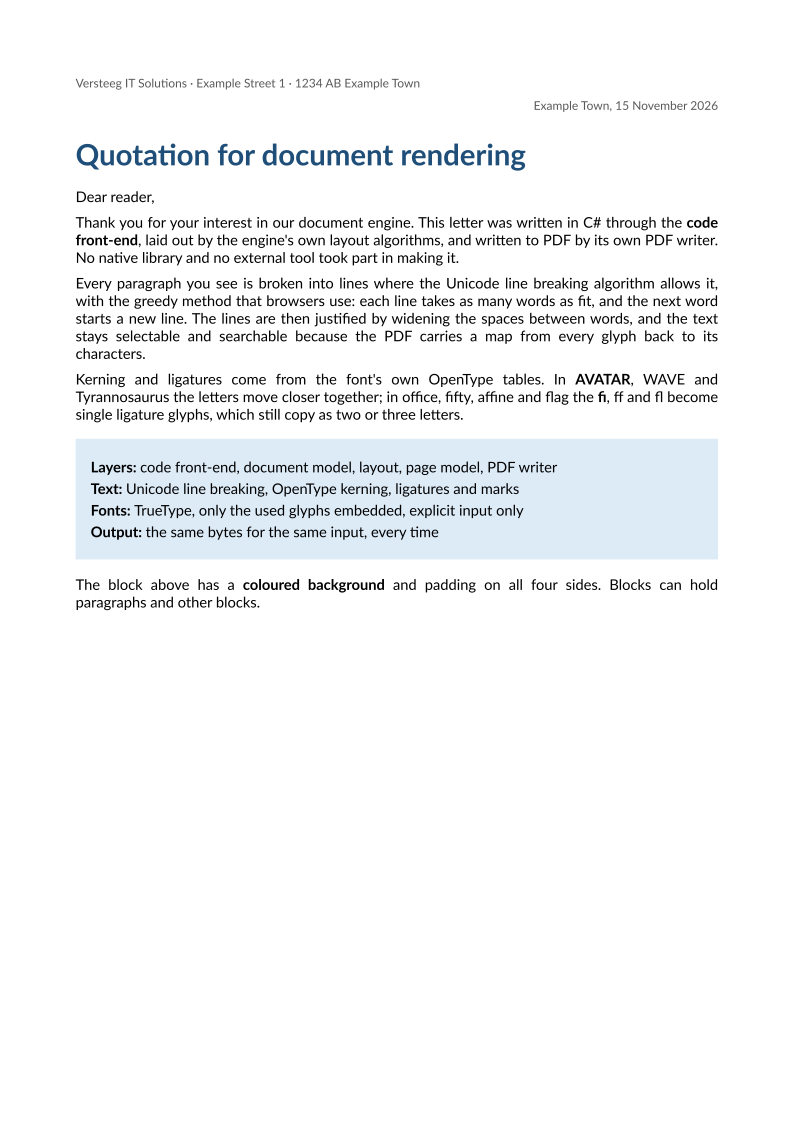 Versteeg IT Solutions · Example Street 1 · 1234 AB Example Town
Example Town, 15 November 2026
Quotation for document rendering
Dear reader,
Thank you for your interest in our document engine. This letter was written in C# through the code
front-end, laid out by the engine's own layout algorithms, and written to PDF by its own PDF writer.
No native library and no external tool took part in making it.
Every paragraph you see is broken into lines where the Unicode line breaking algorithm allows it,
with the greedy method that browsers use: each line takes as many words as fit, and the next word
starts a new line. The lines are then justified by widening the spaces between words, and the text
stays selectable and searchable because the PDF carries a map from every glyph back to its
characters.
Kerning and ligatures come from the font's own OpenType tables. In AVATAR, WAVE and
Tyrannosaurus the letters move closer together; in office, fifty, affine and flag the fi, ff and fl become
single ligature glyphs, which still copy as two or three letters.
Layers: code front-end, document model, layout, page model, PDF writer
Text: Unicode line breaking, OpenType kerning, ligatures and marks
Fonts: TrueType, only the used glyphs embedded, explicit input only
Output: the same bytes for the same input, every time
The block above has a coloured background and padding on all four sides. Blocks can hold
paragraphs and other blocks.